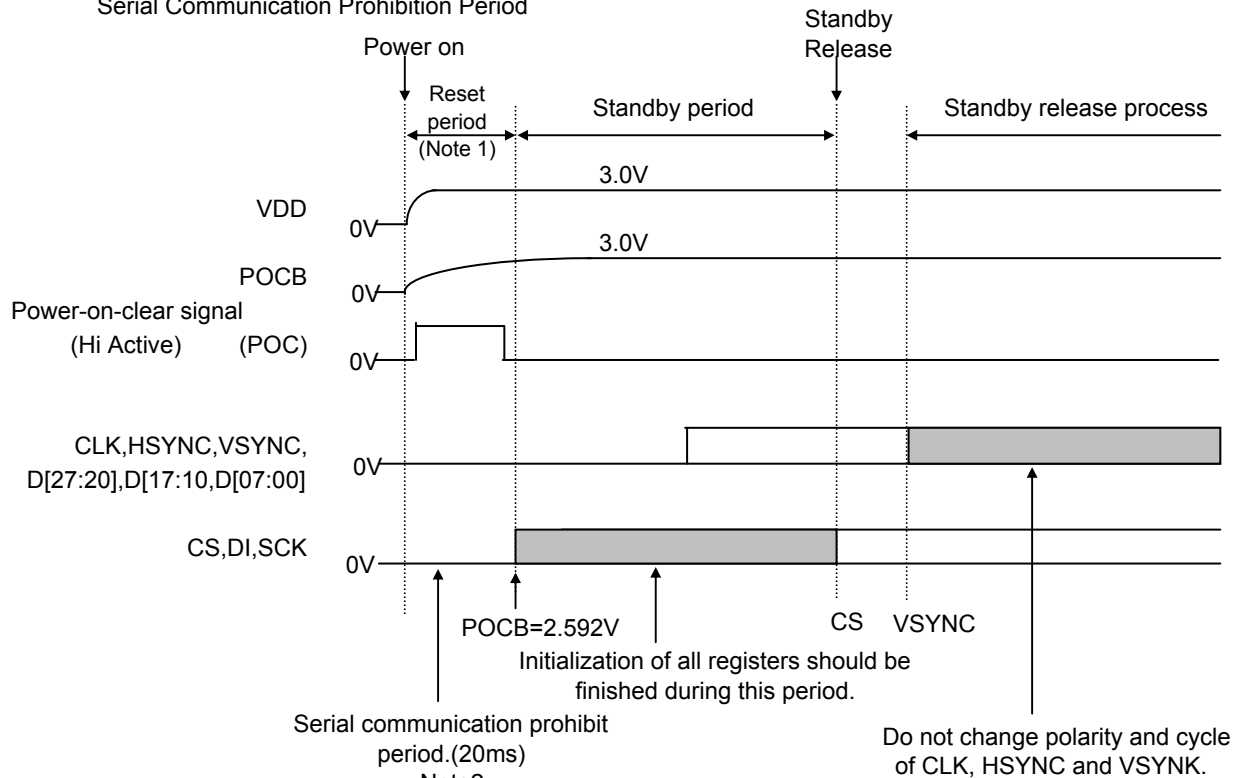 Serial Communication Prohibition Period
Power on
Standby
Release
Reset
period
(Note 1)
Standby period
Standby release process
VDD
0V
3.0V
POCB
0V
3.0V
Power-on-clear signal
(Hi Active) (POC)
0V
CLK,HSYNC,VSYNC,
D[27:20],D[17:10,D[07:00]
0V
CS,DI,SCK
0V
POCB=2.592V
CS
VSYNC
Initialization of all registers should be
finished during this period.
Serial communication prohibit
period.(20ms)
Note2
Do not change polarity and cycle
of CLK, HSYNC and VSYNK.